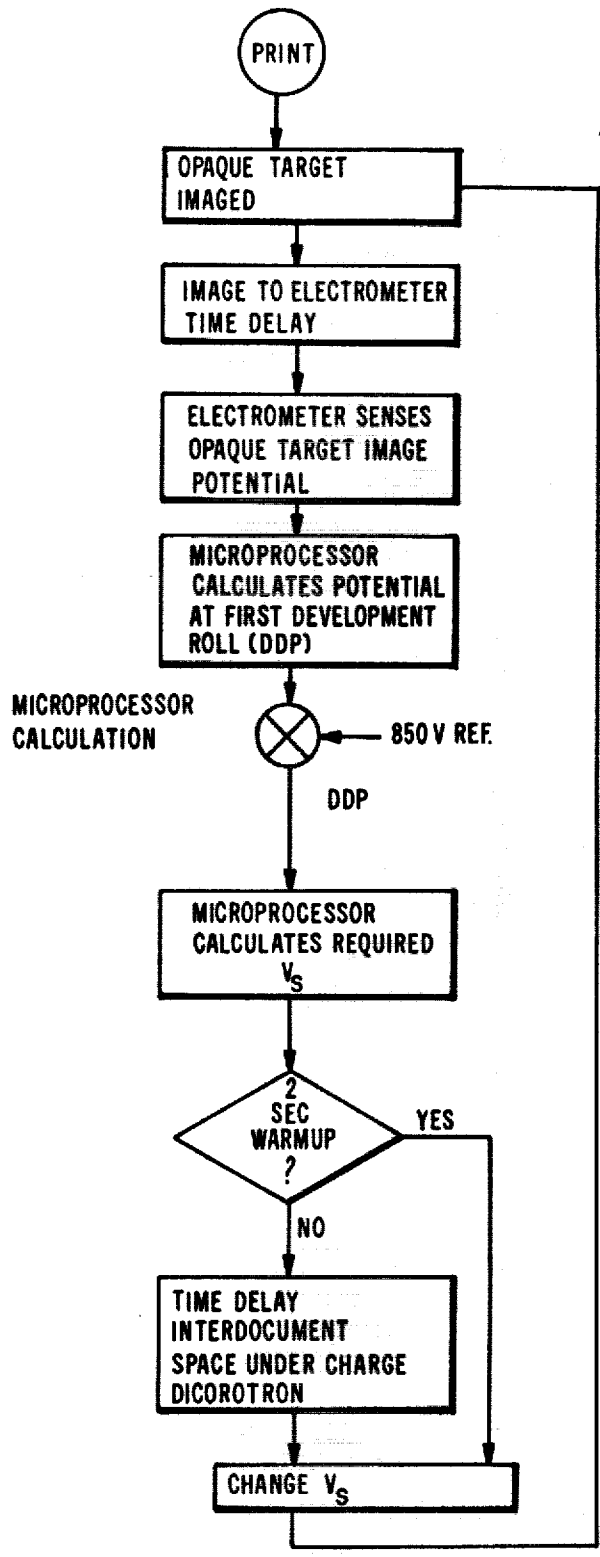 PRINT
OPAQUE TARGET
IMAGED
IMAGE TO ELECTROMETER
TIME DELAY
ELECTROMETER SENSES
OPAQUE TARGET IMAGE
POTENTIAL
MICROPROCESSOR
CALCULATES POTENTIAL
AT FIRST DEVELOPMENT
ROLL (DDP)
MICROPROCESSOR
CALCULATION
850 V REF.
DDP
MICROPROCESSOR
CALCULATES REQUIRED
VS
2
SEC
WARMUP
?
YES
NO
TIME DELAY
INTERDOCUMENT
SPACE UNDER CHARGE
DICOROTRON
CHANGE VS